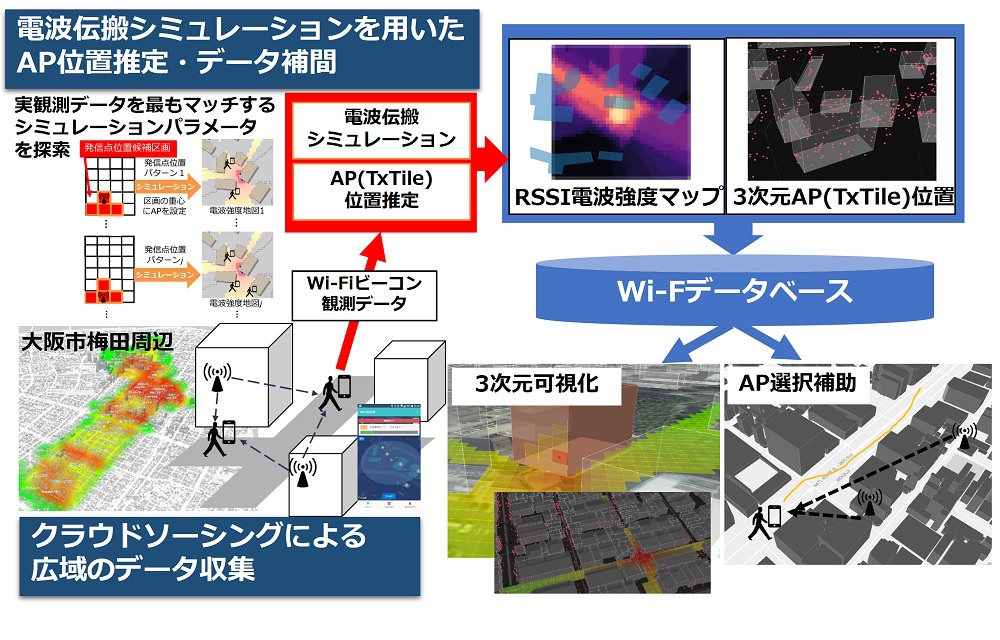 電波伝搬シミュレーションを用いた
AP位置推定・データ補間
実観測データを最もマッチする
シミュレーションパラメータ
を探索
発信点位置候補区画
発信点位置
パターン1
シミュレーション
区画の重心
にAPを設定
電波強度地図1
⋮
⋮
発信点位置
パターンj
シミュレーション
電波強度地図j
⋮
⋮
電波伝搬
シミュレーション
AP(TxTile)
位置推定
Wi-Fiビーコン
観測データ
大阪市梅田周辺
クラウドソーシングによる
広域のデータ収集
RSSI電波強度マップ
3次元AP(TxTile)位置
Wi-Fデータベース
3次元可視化
AP選択補助